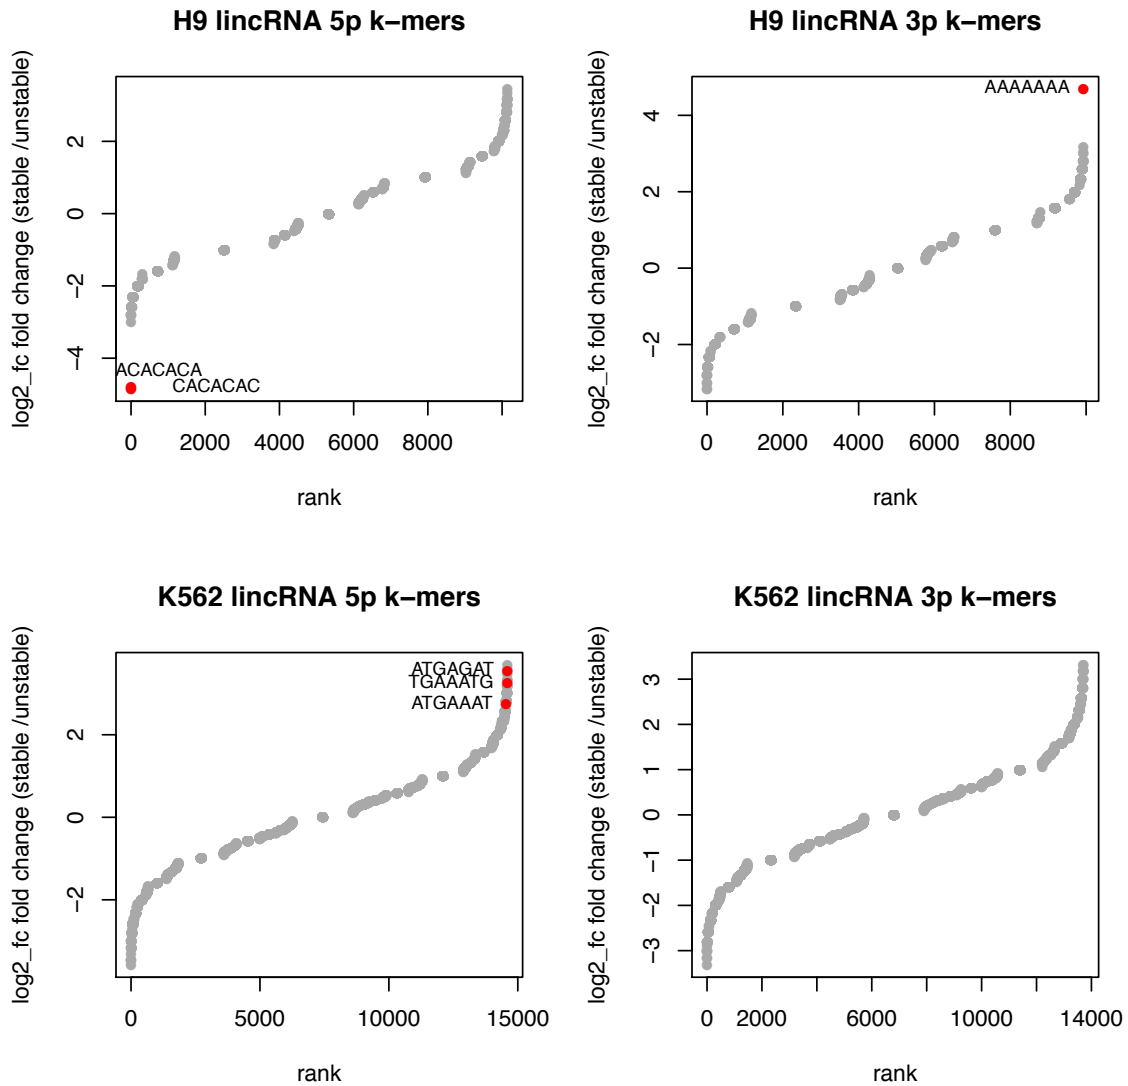 H9 lincRNA 5p k−mers
log2_fc fold change (stable /unstable)
2
0
−2
−4
ACACACA
CACACAC
0 2000 4000 6000 8000
rank
H9 lincRNA 3p k−mers
log2_fc fold change (stable /unstable)
4
2
0
−2
AAAAAAA
0 2000 4000 6000 8000
rank
K562 lincRNA 5p k−mers
log2_fc fold change (stable /unstable)
2
0
−2
ATGAGAT
TGAAATG
ATGAAAT
0 5000 10000 15000
rank
K562 lincRNA 3p k−mers
log2_fc fold change (stable /unstable)
3
2
1
0
−1
−2
−3
0 2000 6000 10000 14000
rank